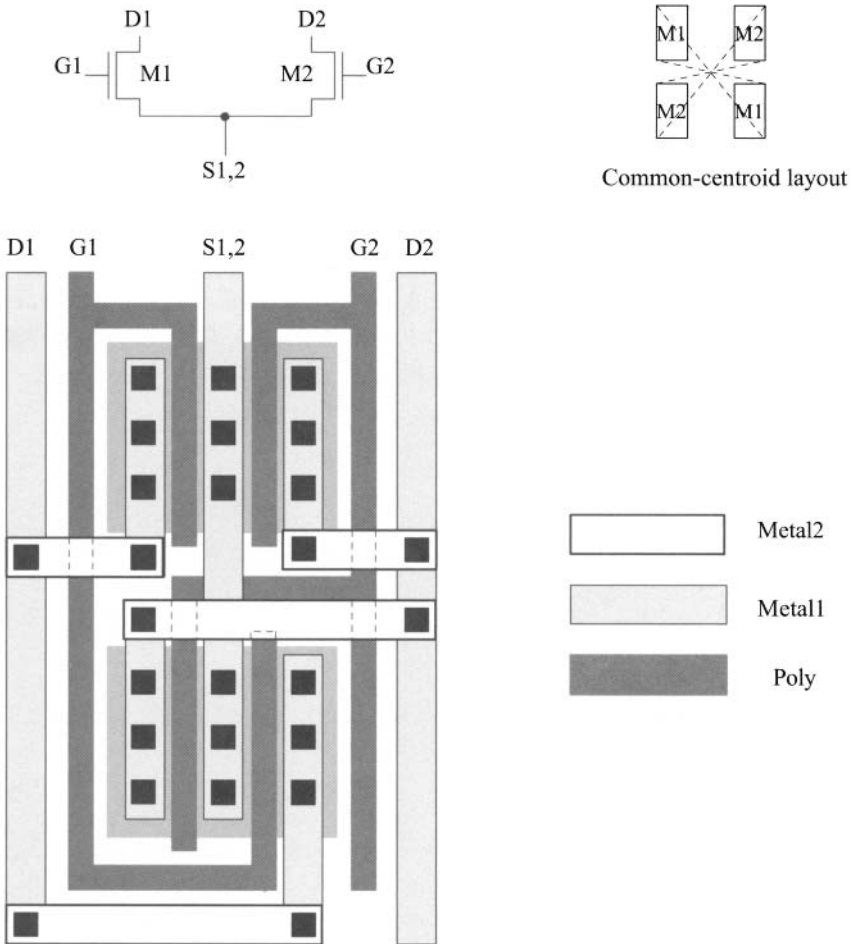 D1 D2
G1 M1 M2 G2
S1,2
M1 M2
M2 M1
Common-centroid layout
D1 G1 S1,2 G2 D2
Metal2
Metal1
Poly